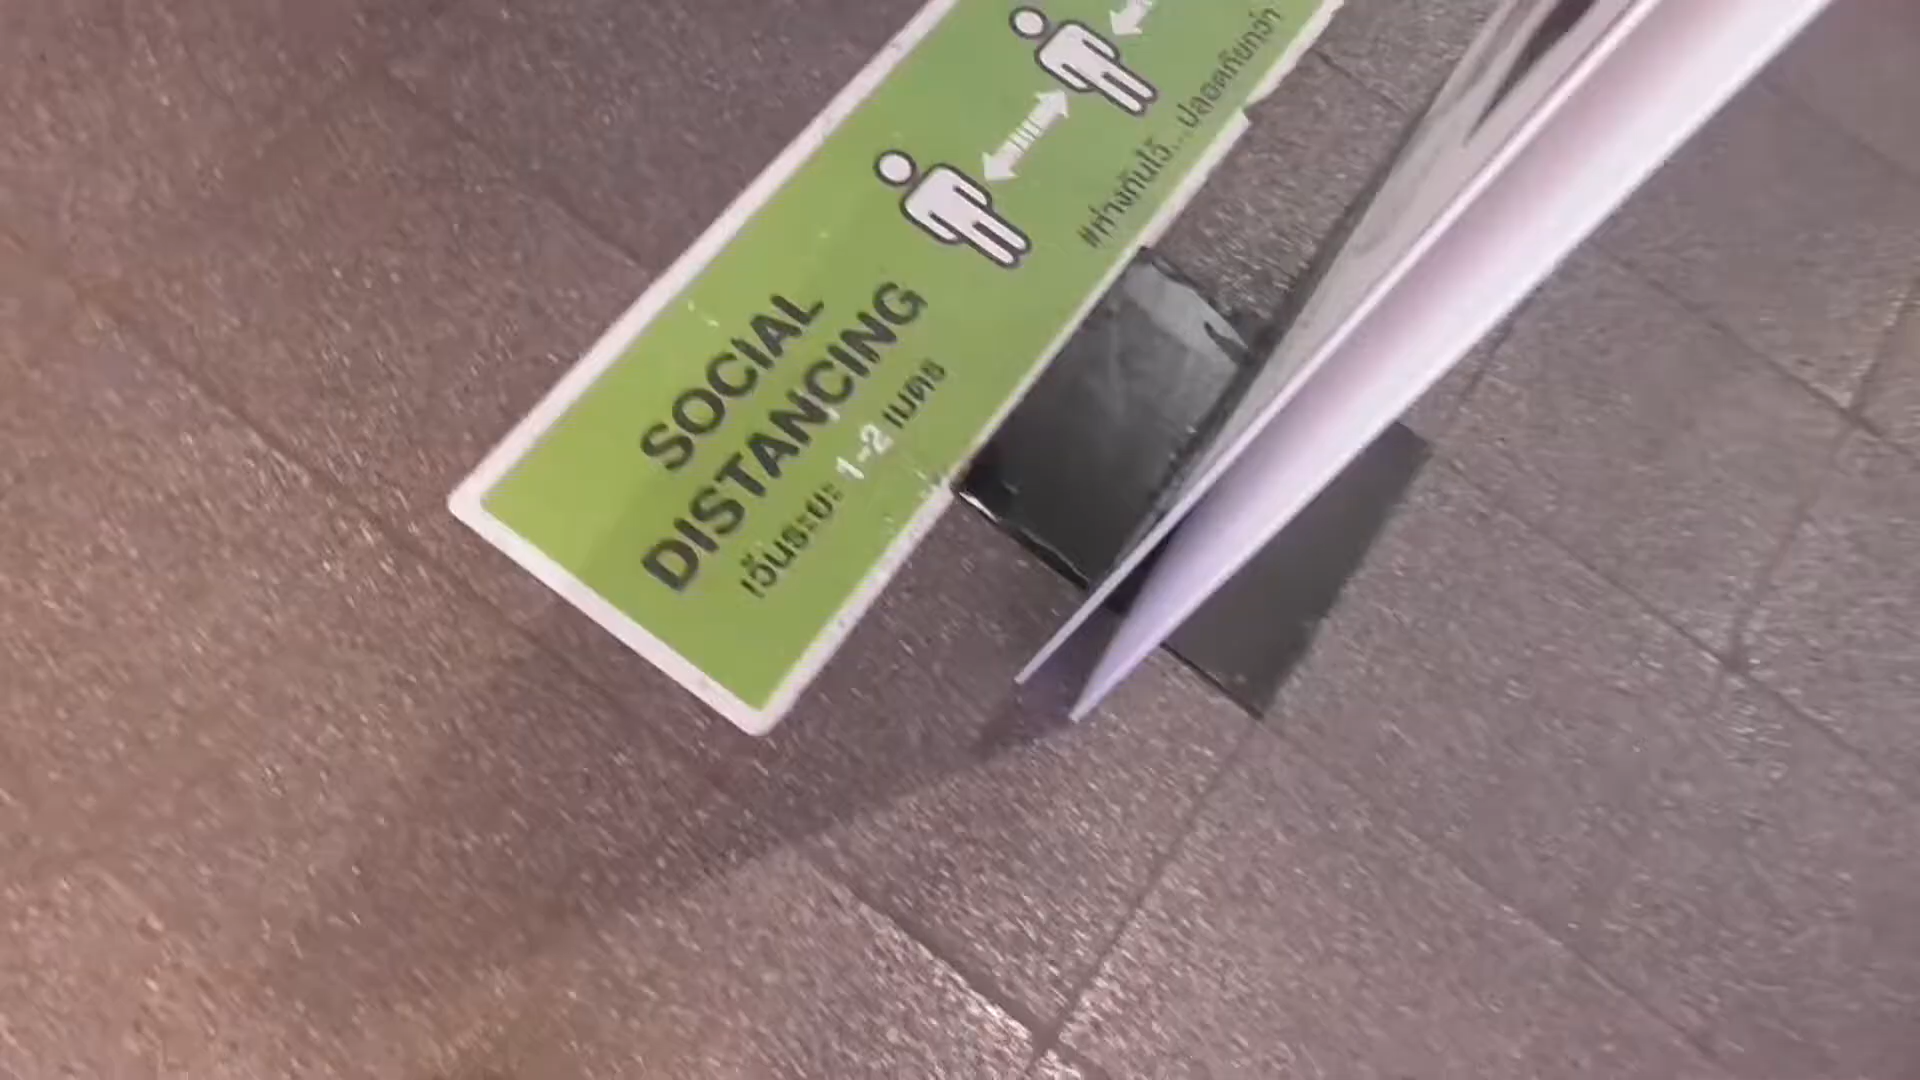 SOCIAL
DISTANCING
เว้นระยะ 1-2 เมตร
#ห่างกันไว้...ปลอดภัยกว่า